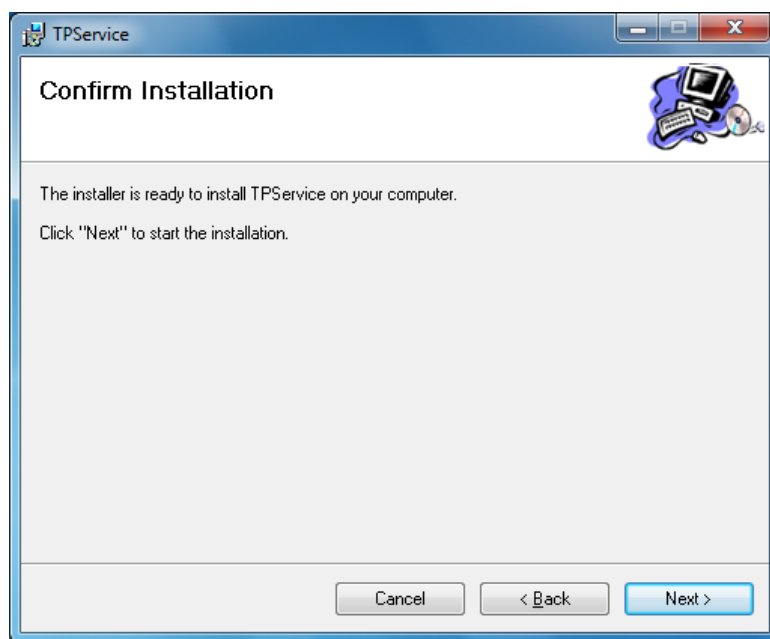 TPService
Confirm Installation
The installer is ready to install TPService on your computer.
Click "Next" to start the installation.
Cancel
< Back
Next >